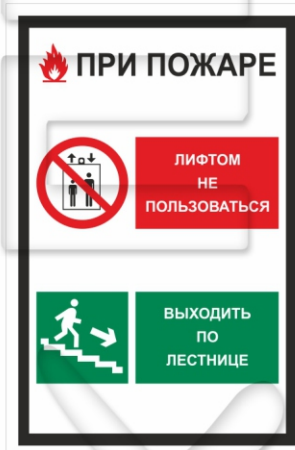 ПРИ ПОЖАРЕ
ЛИФТОМ
НЕ
ПОЛЬЗОВАТЬСЯ
ВЫХОДИТЬ
ПО
ЛЕСТНИЦЕ